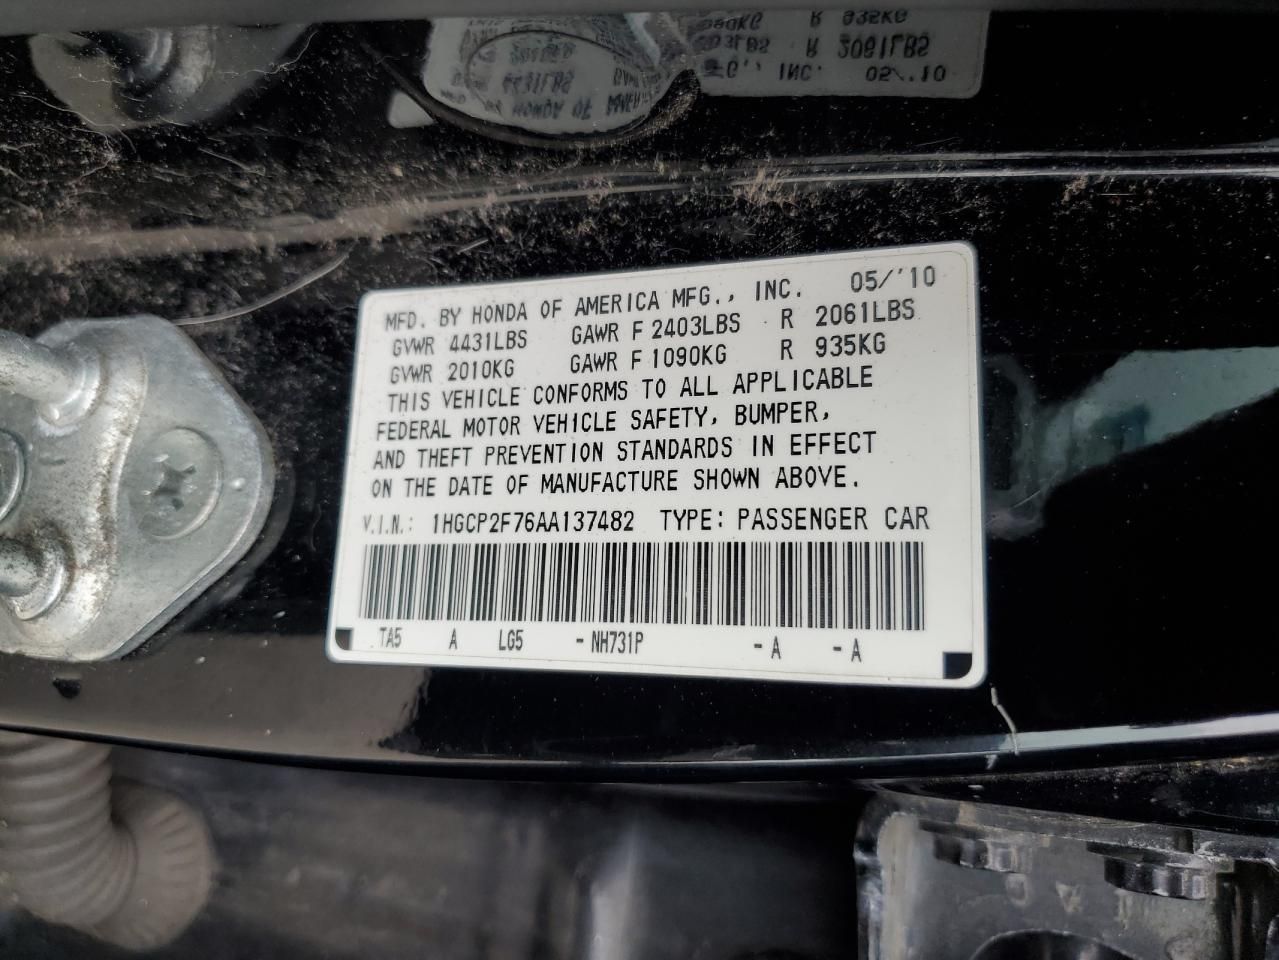 MFD. BY HONDA OF AMERICA MFG., INC. 05/'10
GVWR 4431LBS GAWR F 2403LBS R 2061LBS
GVWR 2010KG GAWR F 1090KG R 935KG
THIS VEHICLE CONFORMS TO ALL APPLICABLE
FEDERAL MOTOR VEHICLE SAFETY, BUMPER,
AND THEFT PREVENTION STANDARDS IN EFFECT
ON THE DATE OF MANUFACTURE SHOWN ABOVE.
V.I.N.: 1HGCP2F76AA137482 TYPE: PASSENGER CAR
TA5 A LG5 -NH731P -A -A